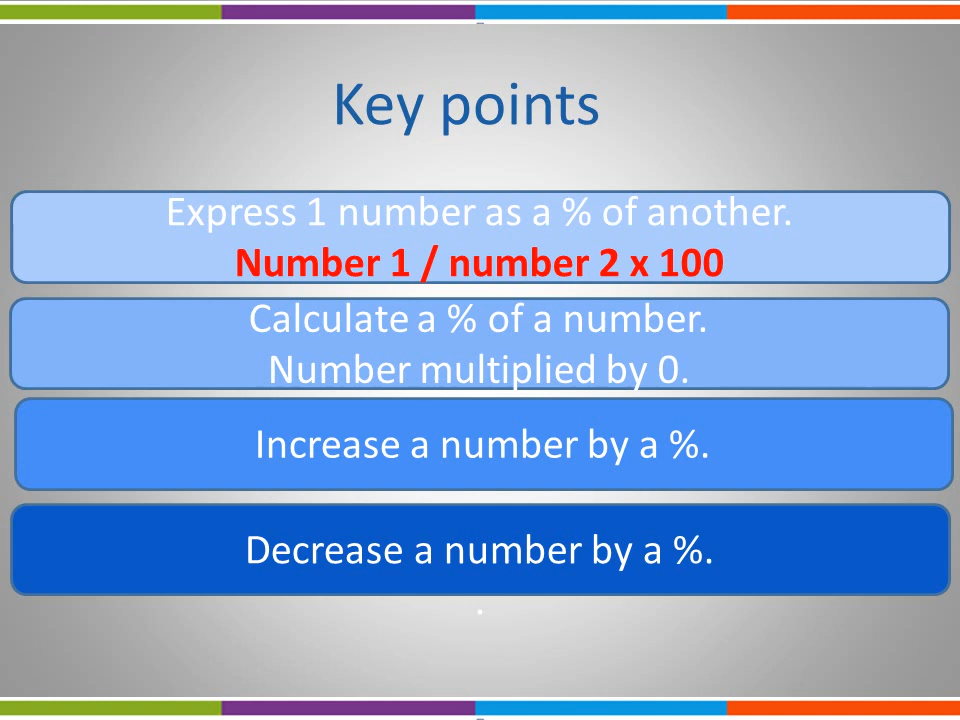 Key points
Express 1 number as a % of another.
Number 1 / number 2 x 100
Calculate a % of a number.
Number multiplied by 0.
Increase a number by a %.
Decrease a number by a %.
.